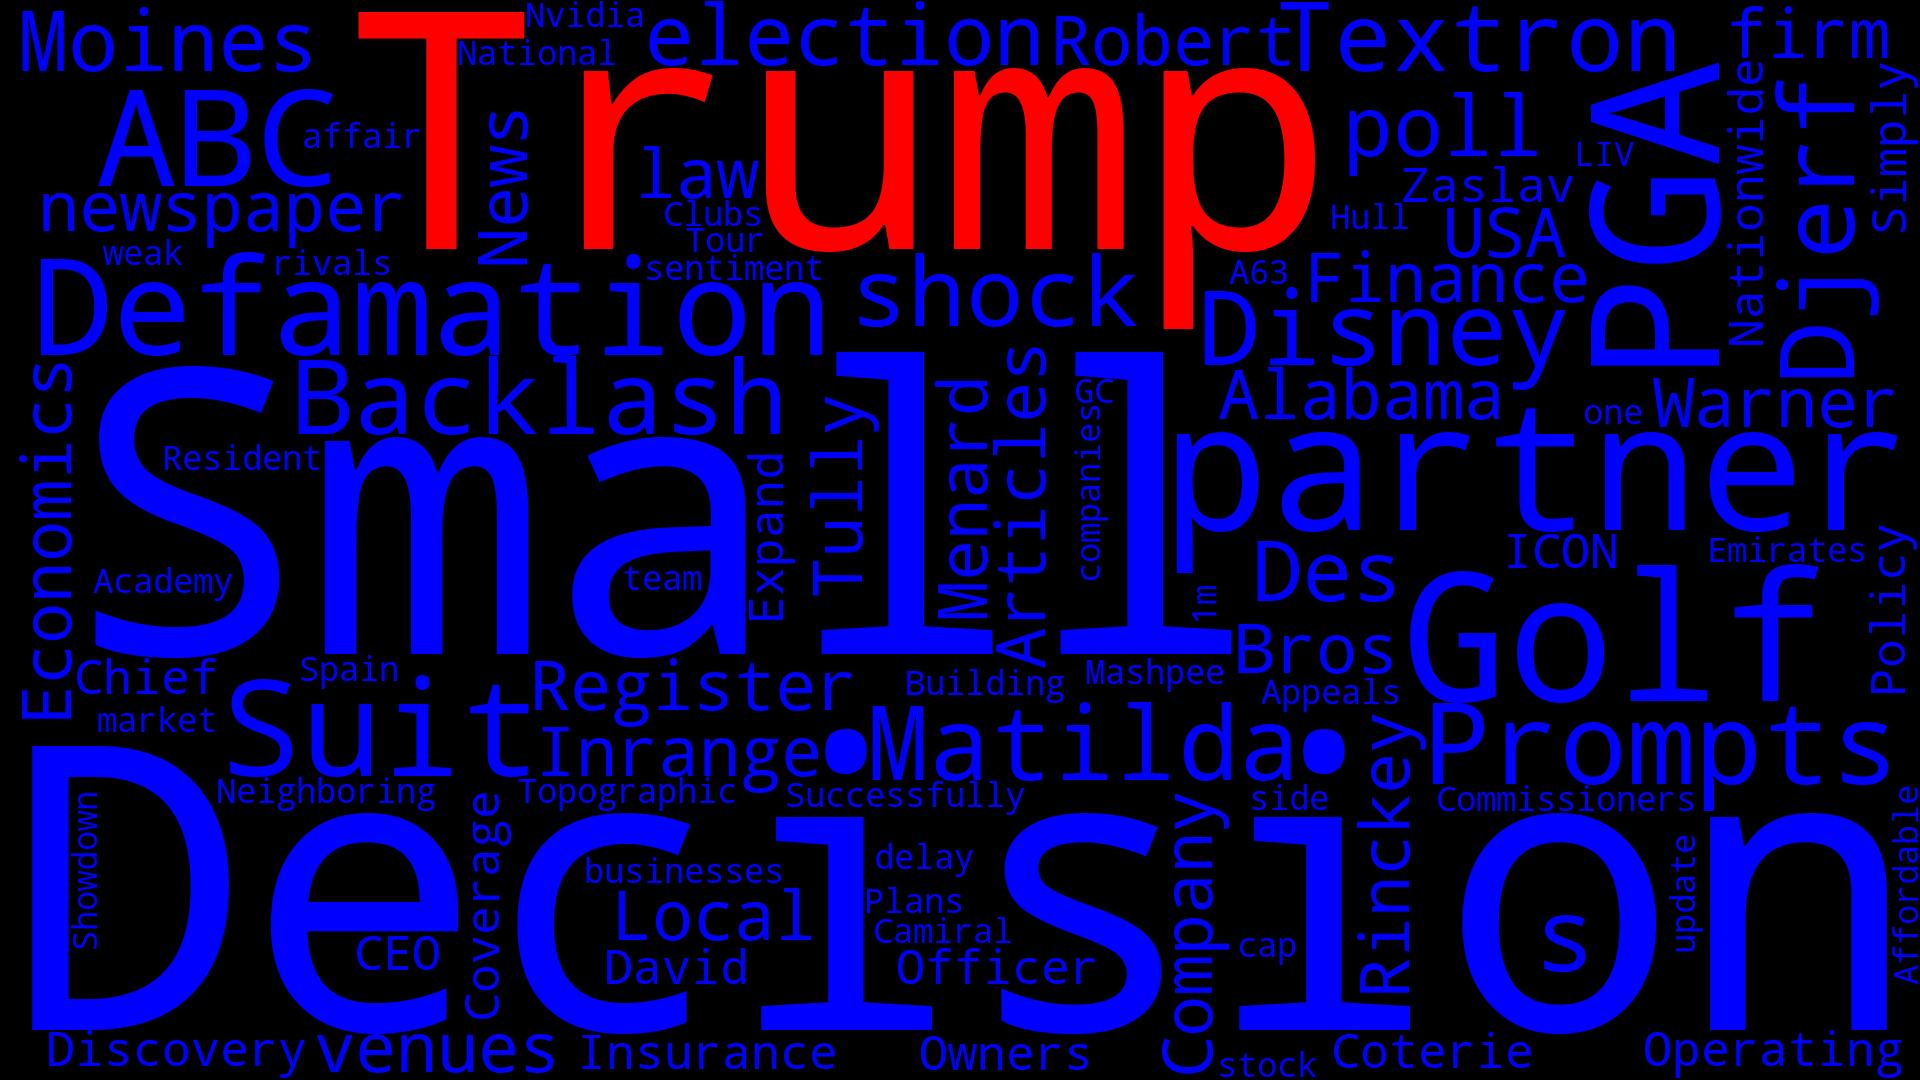 Moines
Trump
Nvidia
National
election
Robert
Textron
firm
ABC
affair
News
law
poll
PGA
Nationwide
Djerf
Simply
LIV
Zaslav
newspaper
Clubs
Tour
Hull
USA
weak
rivals
sentiment
A63
Finance
Defamation
shock
Disney
Economics
Small
Backlash
Tully
Menard
Articles
GC
companies
Alabama
one
Warner
partner
Resident
Expand
Academy
team
1m
Des
ICON
Emirates
Policy
Golf
Chief
Spain
Register
Building
Mashpee
Bros
Appeals
market
Suit
Inrange
•Matilda•
Rinckey
Prompts
Neighboring
Topographic
Successfully
side
Commissioners
Affordable
Decision
Showdown
Coverage
businesses
delay
Company
update
Local
Plans
Camiral
cap
s
CEO
David
Officer
Discovery
venues
Insurance
Owners
stock
Coterie
Operating